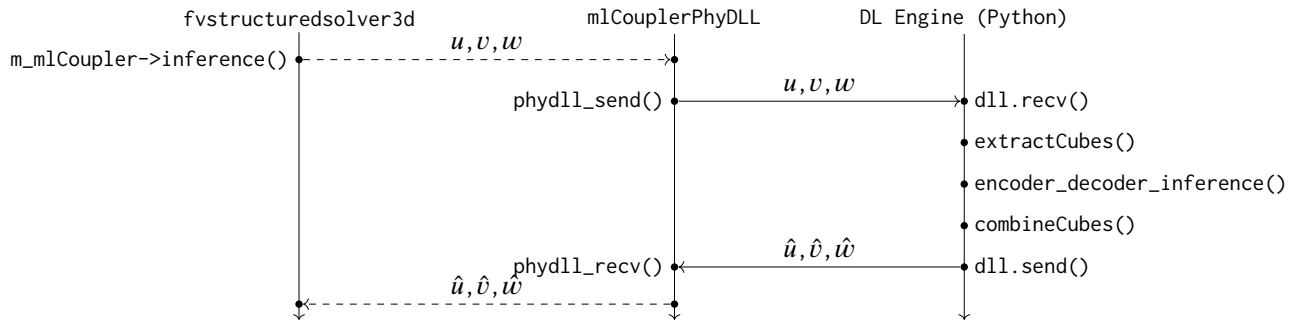 fvstructuredsolver3d mlCouplerPhyDLL DL Engine (Python)
u, v, w
m_mlCoupler->inference()
u, v, w
phydll_send() dll.recv()
extractCubes()
encoder_decoder_inference()
combineCubes()
û, v̂, ŵ
phydll_recv() dll.send()
û, v̂, ŵ